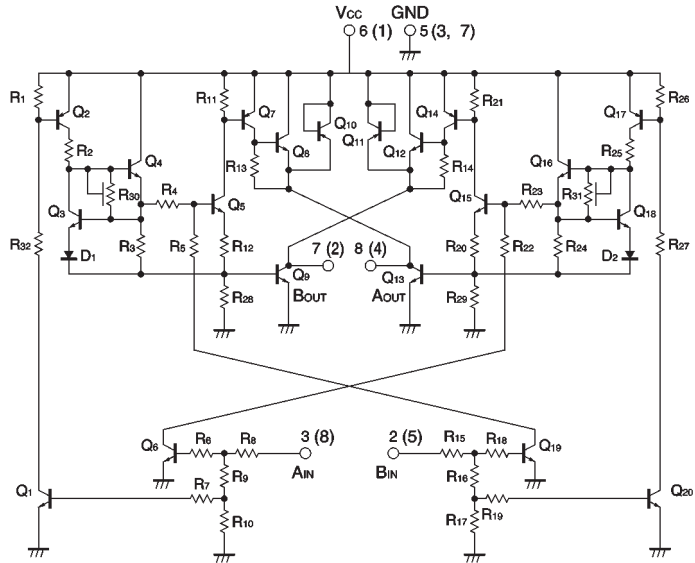 VCC GND
6 (1) 5 (3, 7)
R1 Q2 R11 Q7 Q10 Q14 R21 Q17 R26
R2 Q4 Q8 Q11 Q12 Q16 R25
R13 R14
R30 R4 Q5 Q15 R23 R31
Q3 Q18
R32 R3 R5 R12 R20 R22 R24 R27
D1 7 (2) 8 (4) D2
Q9 Q13
R28 BOUT AOUT R29
Q6 R6 R8 3 (8) 2 (5) R15 R18 Q19
AIN BIN
R9 R16
Q1 R7 Q20
R10 R17 R19